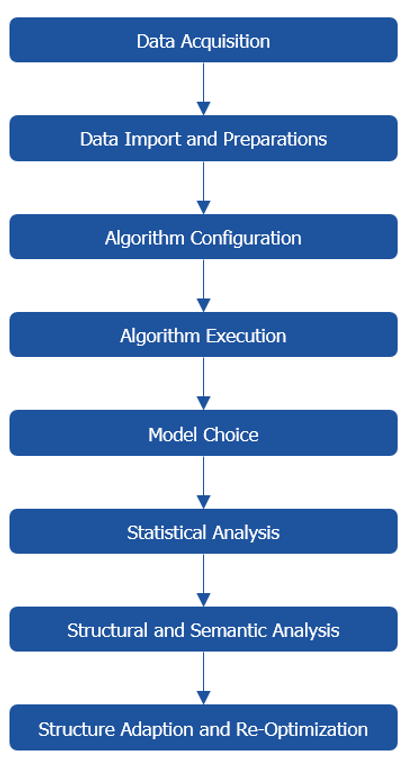 Data Acquisition
Data Import and Preparations
Algorithm Configuration
Algorithm Execution
Model Choice
Statistical Analysis
Structural and Semantic Analysis
Structure Adaption and Re-Optimization